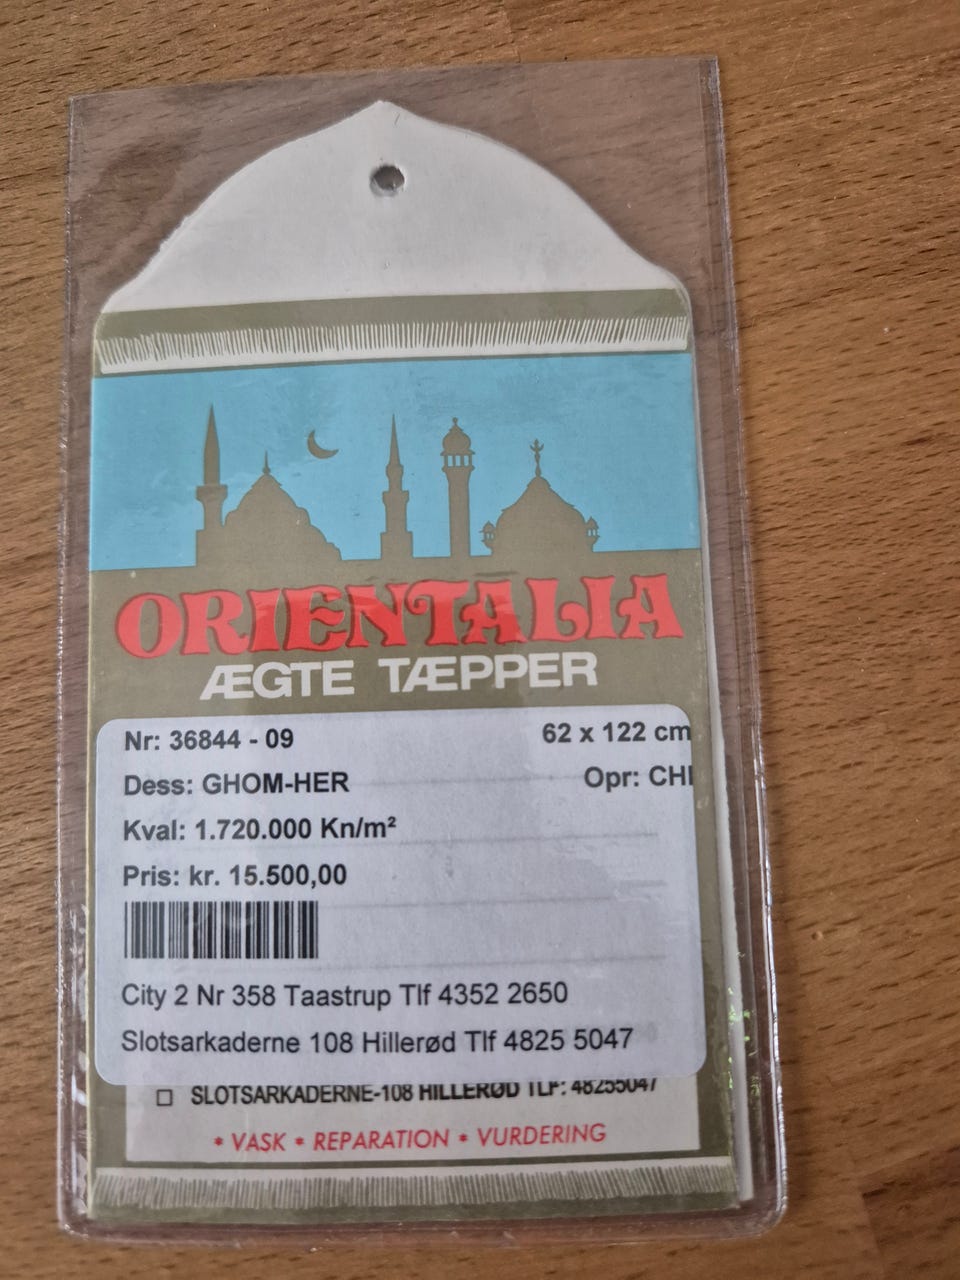 ORIENTALIA
ÆGTE TÆPPER
Nr: 36844 - 09
62 x 122 cm
Dess: GHOM-HER
Opr: CHI
Kval: 1.720.000 Kn/m²
Pris: kr. 15.500,00
City 2 Nr 358 Taastrup Tlf 4352 2650
Slotsarkaderne 108 Hillerød Tlf 4825 5047
SLOTSARKADERNE-108 HILLERØD TLF: 48255047
* VASK * REPARATION * VURDERING